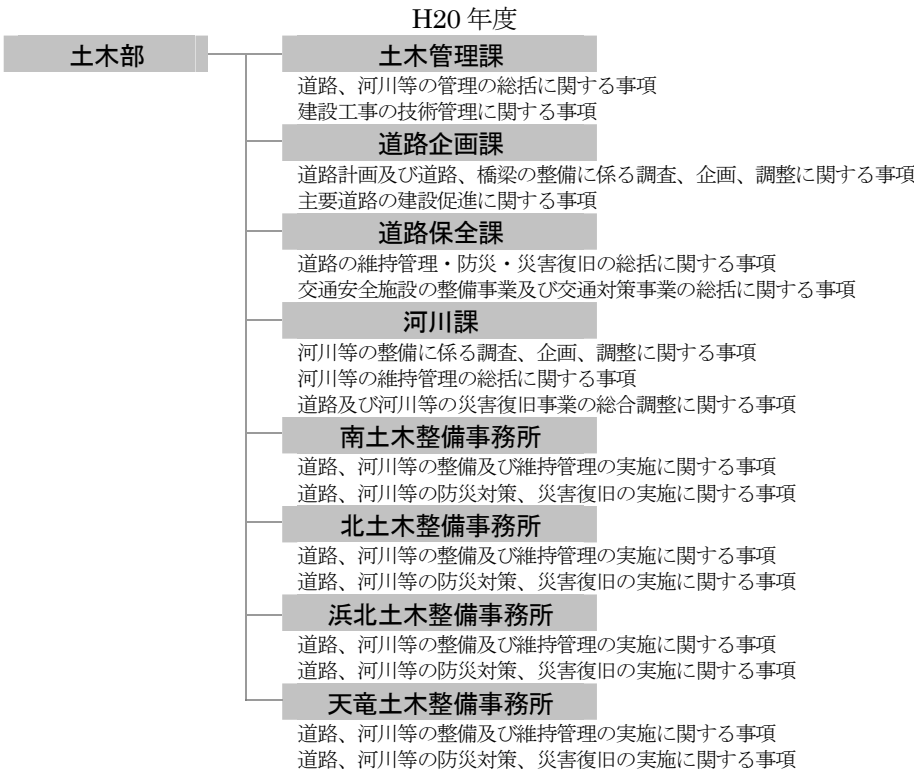 H20 年度
土木部
土木管理課
道路、河川等の管理の総括に関する事項
建設工事の技術管理に関する事項
道路企画課
道路計画及び道路、橋梁の整備に係る調査、企画、調整に関する事項
主要道路の建設促進に関する事項
道路保全課
道路の維持管理・防災・災害復旧の総括に関する事項
交通安全施設の整備事業及び交通対策事業の総括に関する事項
河川課
河川等の整備に係る調査、企画、調整に関する事項
河川等の維持管理の総括に関する事項
道路及び河川等の災害復旧事業の総合調整に関する事項
南土木整備事務所
道路、河川等の整備及び維持管理の実施に関する事項
道路、河川等の防災対策、災害復旧の実施に関する事項
北土木整備事務所
道路、河川等の整備及び維持管理の実施に関する事項
道路、河川等の防災対策、災害復旧の実施に関する事項
浜北土木整備事務所
道路、河川等の整備及び維持管理の実施に関する事項
道路、河川等の防災対策、災害復旧の実施に関する事項
天竜土木整備事務所
道路、河川等の整備及び維持管理の実施に関する事項
道路、河川等の防災対策、災害復旧の実施に関する事項